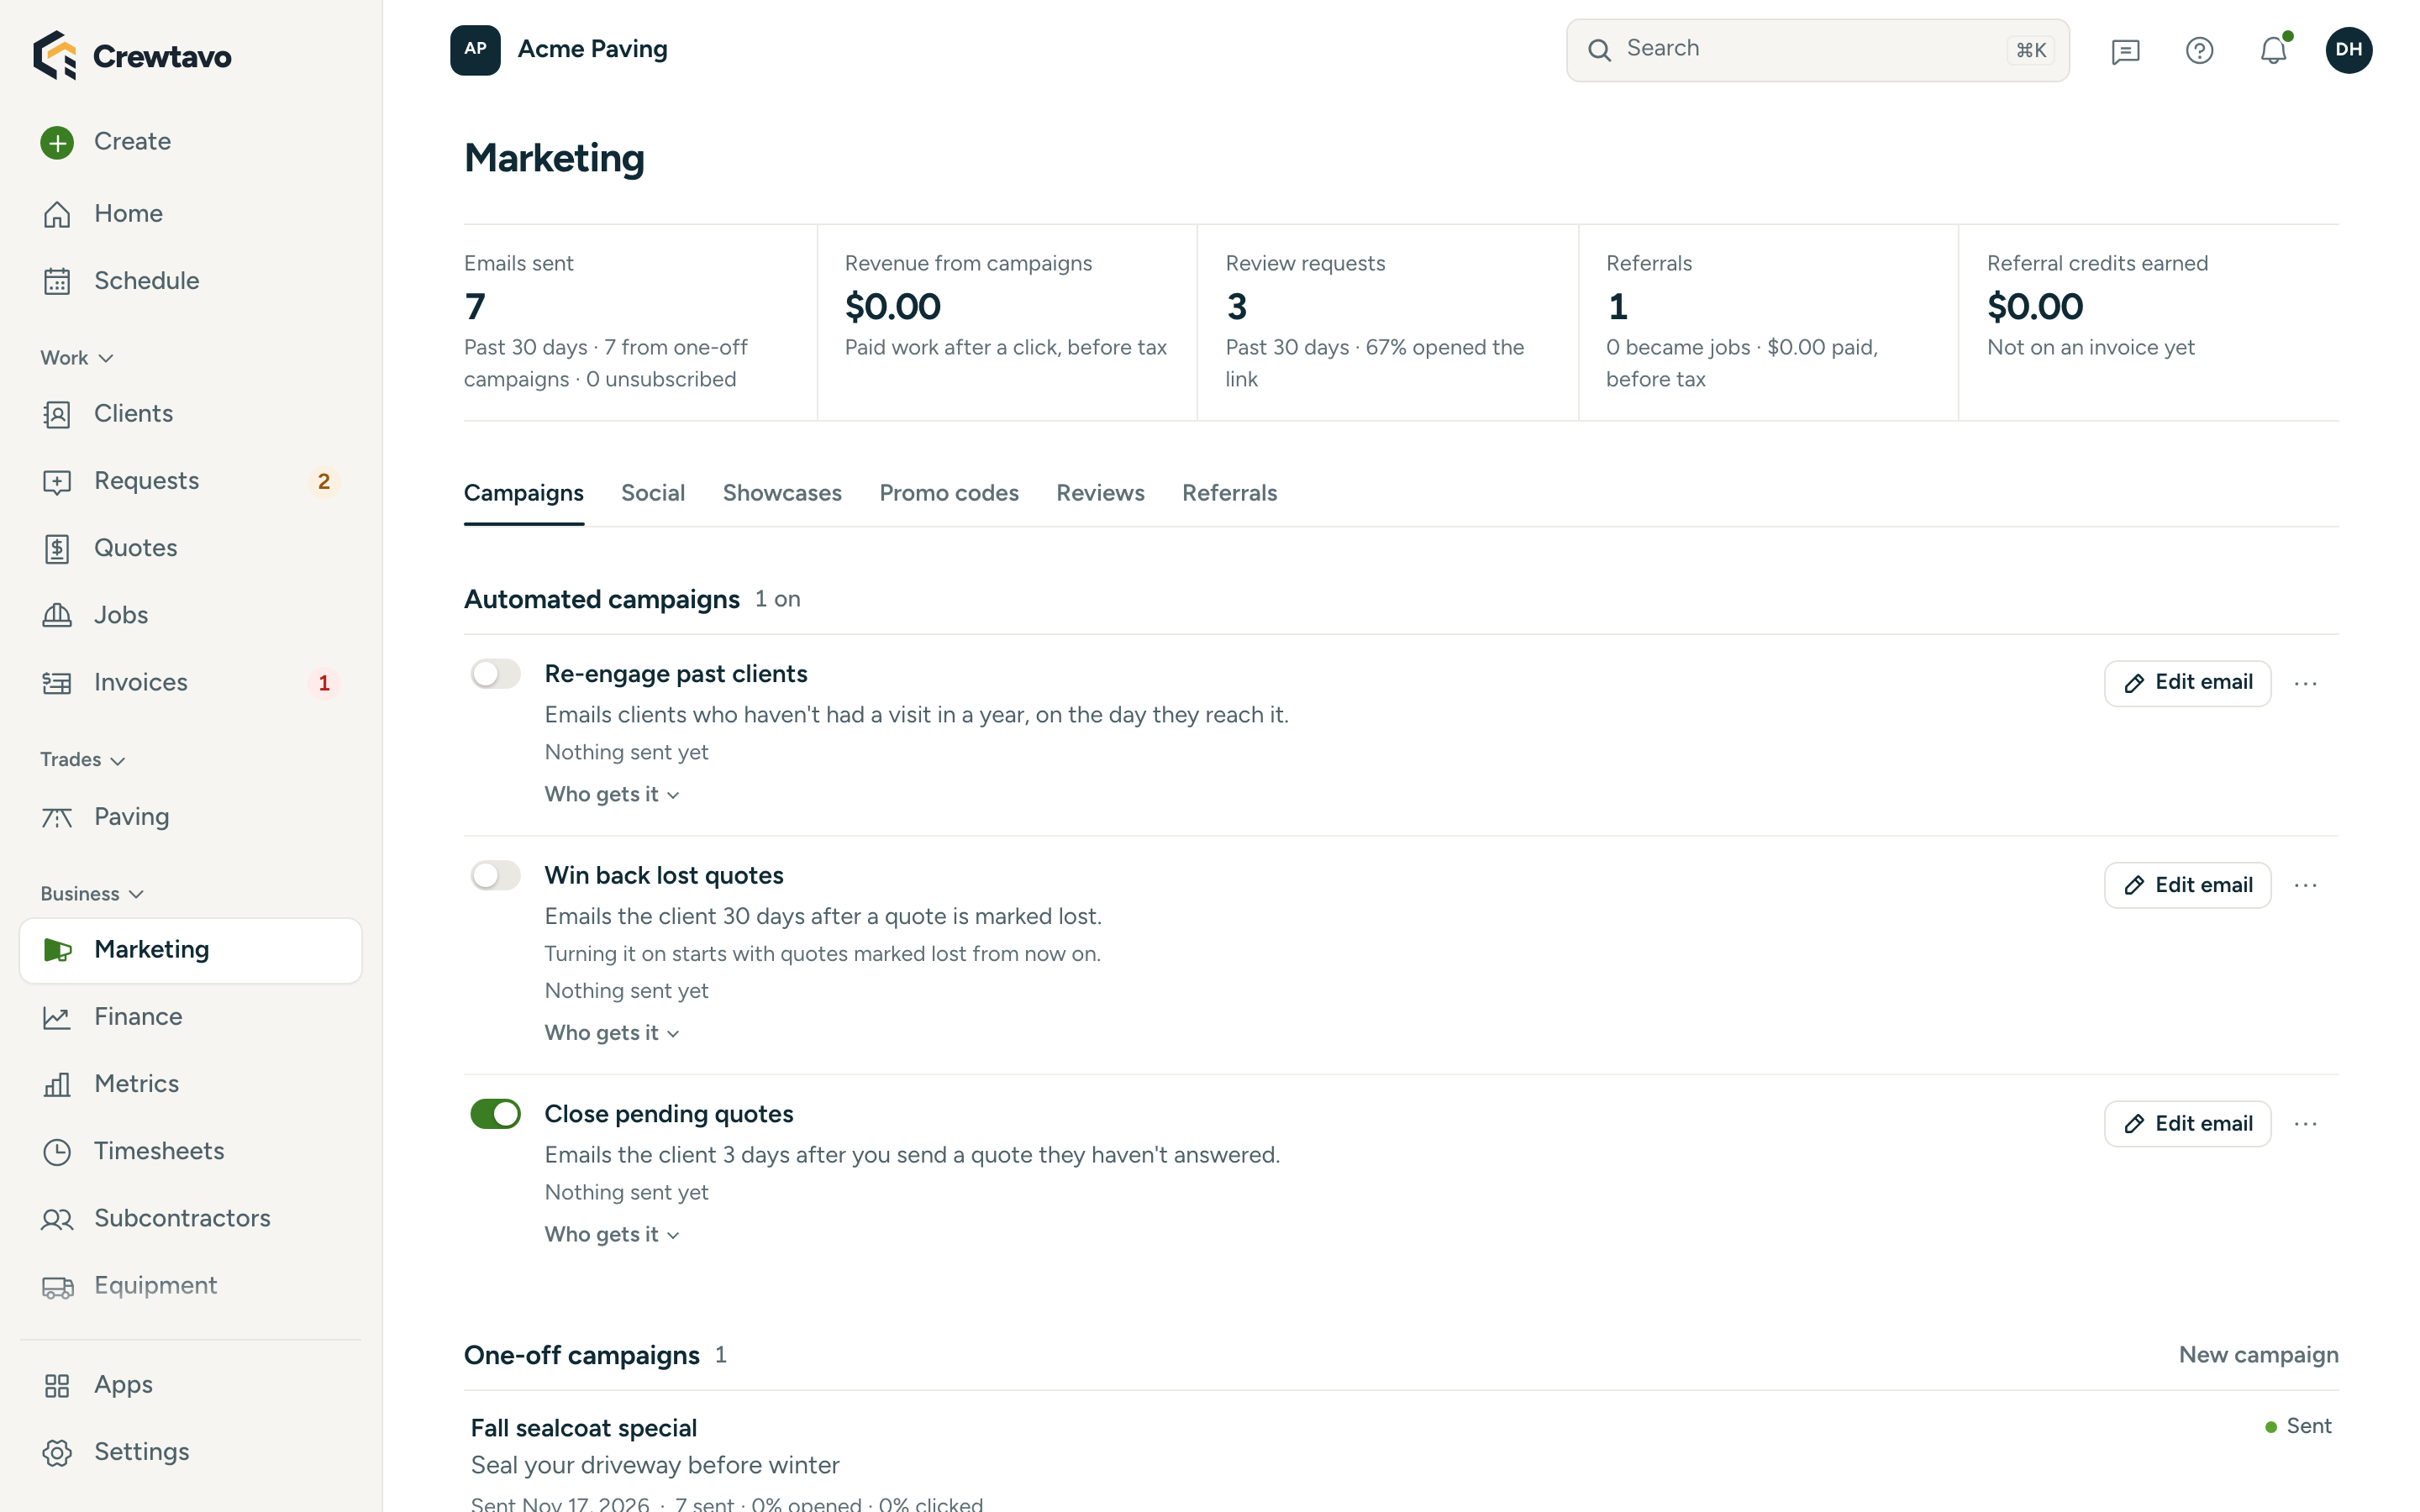 Crewtavo
AP
Acme Paving
Search
⌘K
DH
Create
Home
Schedule
Work
Clients
Requests
2
Quotes
Jobs
Invoices
1
Trades
Paving
Business
Marketing
Finance
Metrics
Timesheets
Subcontractors
Equipment
Apps
Settings
Marketing
Emails sent
7
Past 30 days · 7 from one-off
campaigns · 0 unsubscribed
Revenue from campaigns
$0.00
Paid work after a click, before tax
Review requests
3
Past 30 days · 67% opened the
link
Referrals
1
0 became jobs · $0.00 paid,
before tax
Referral credits earned
$0.00
Not on an invoice yet
Campaigns
Social
Showcases
Promo codes
Reviews
Referrals
Automated campaigns 1 on
Re-engage past clients
Edit email
Emails clients who haven't had a visit in a year, on the day they reach it.
Nothing sent yet
Who gets it
Win back lost quotes
Edit email
Emails the client 30 days after a quote is marked lost.
Turning it on starts with quotes marked lost from now on.
Nothing sent yet
Who gets it
Close pending quotes
Edit email
Emails the client 3 days after you send a quote they haven't answered.
Nothing sent yet
Who gets it
One-off campaigns 1
New campaign
Fall sealcoat special
Sent
Seal your driveway before winter
Sent Nov 17, 2026 · 7 sent · 0% opened · 0% clicked